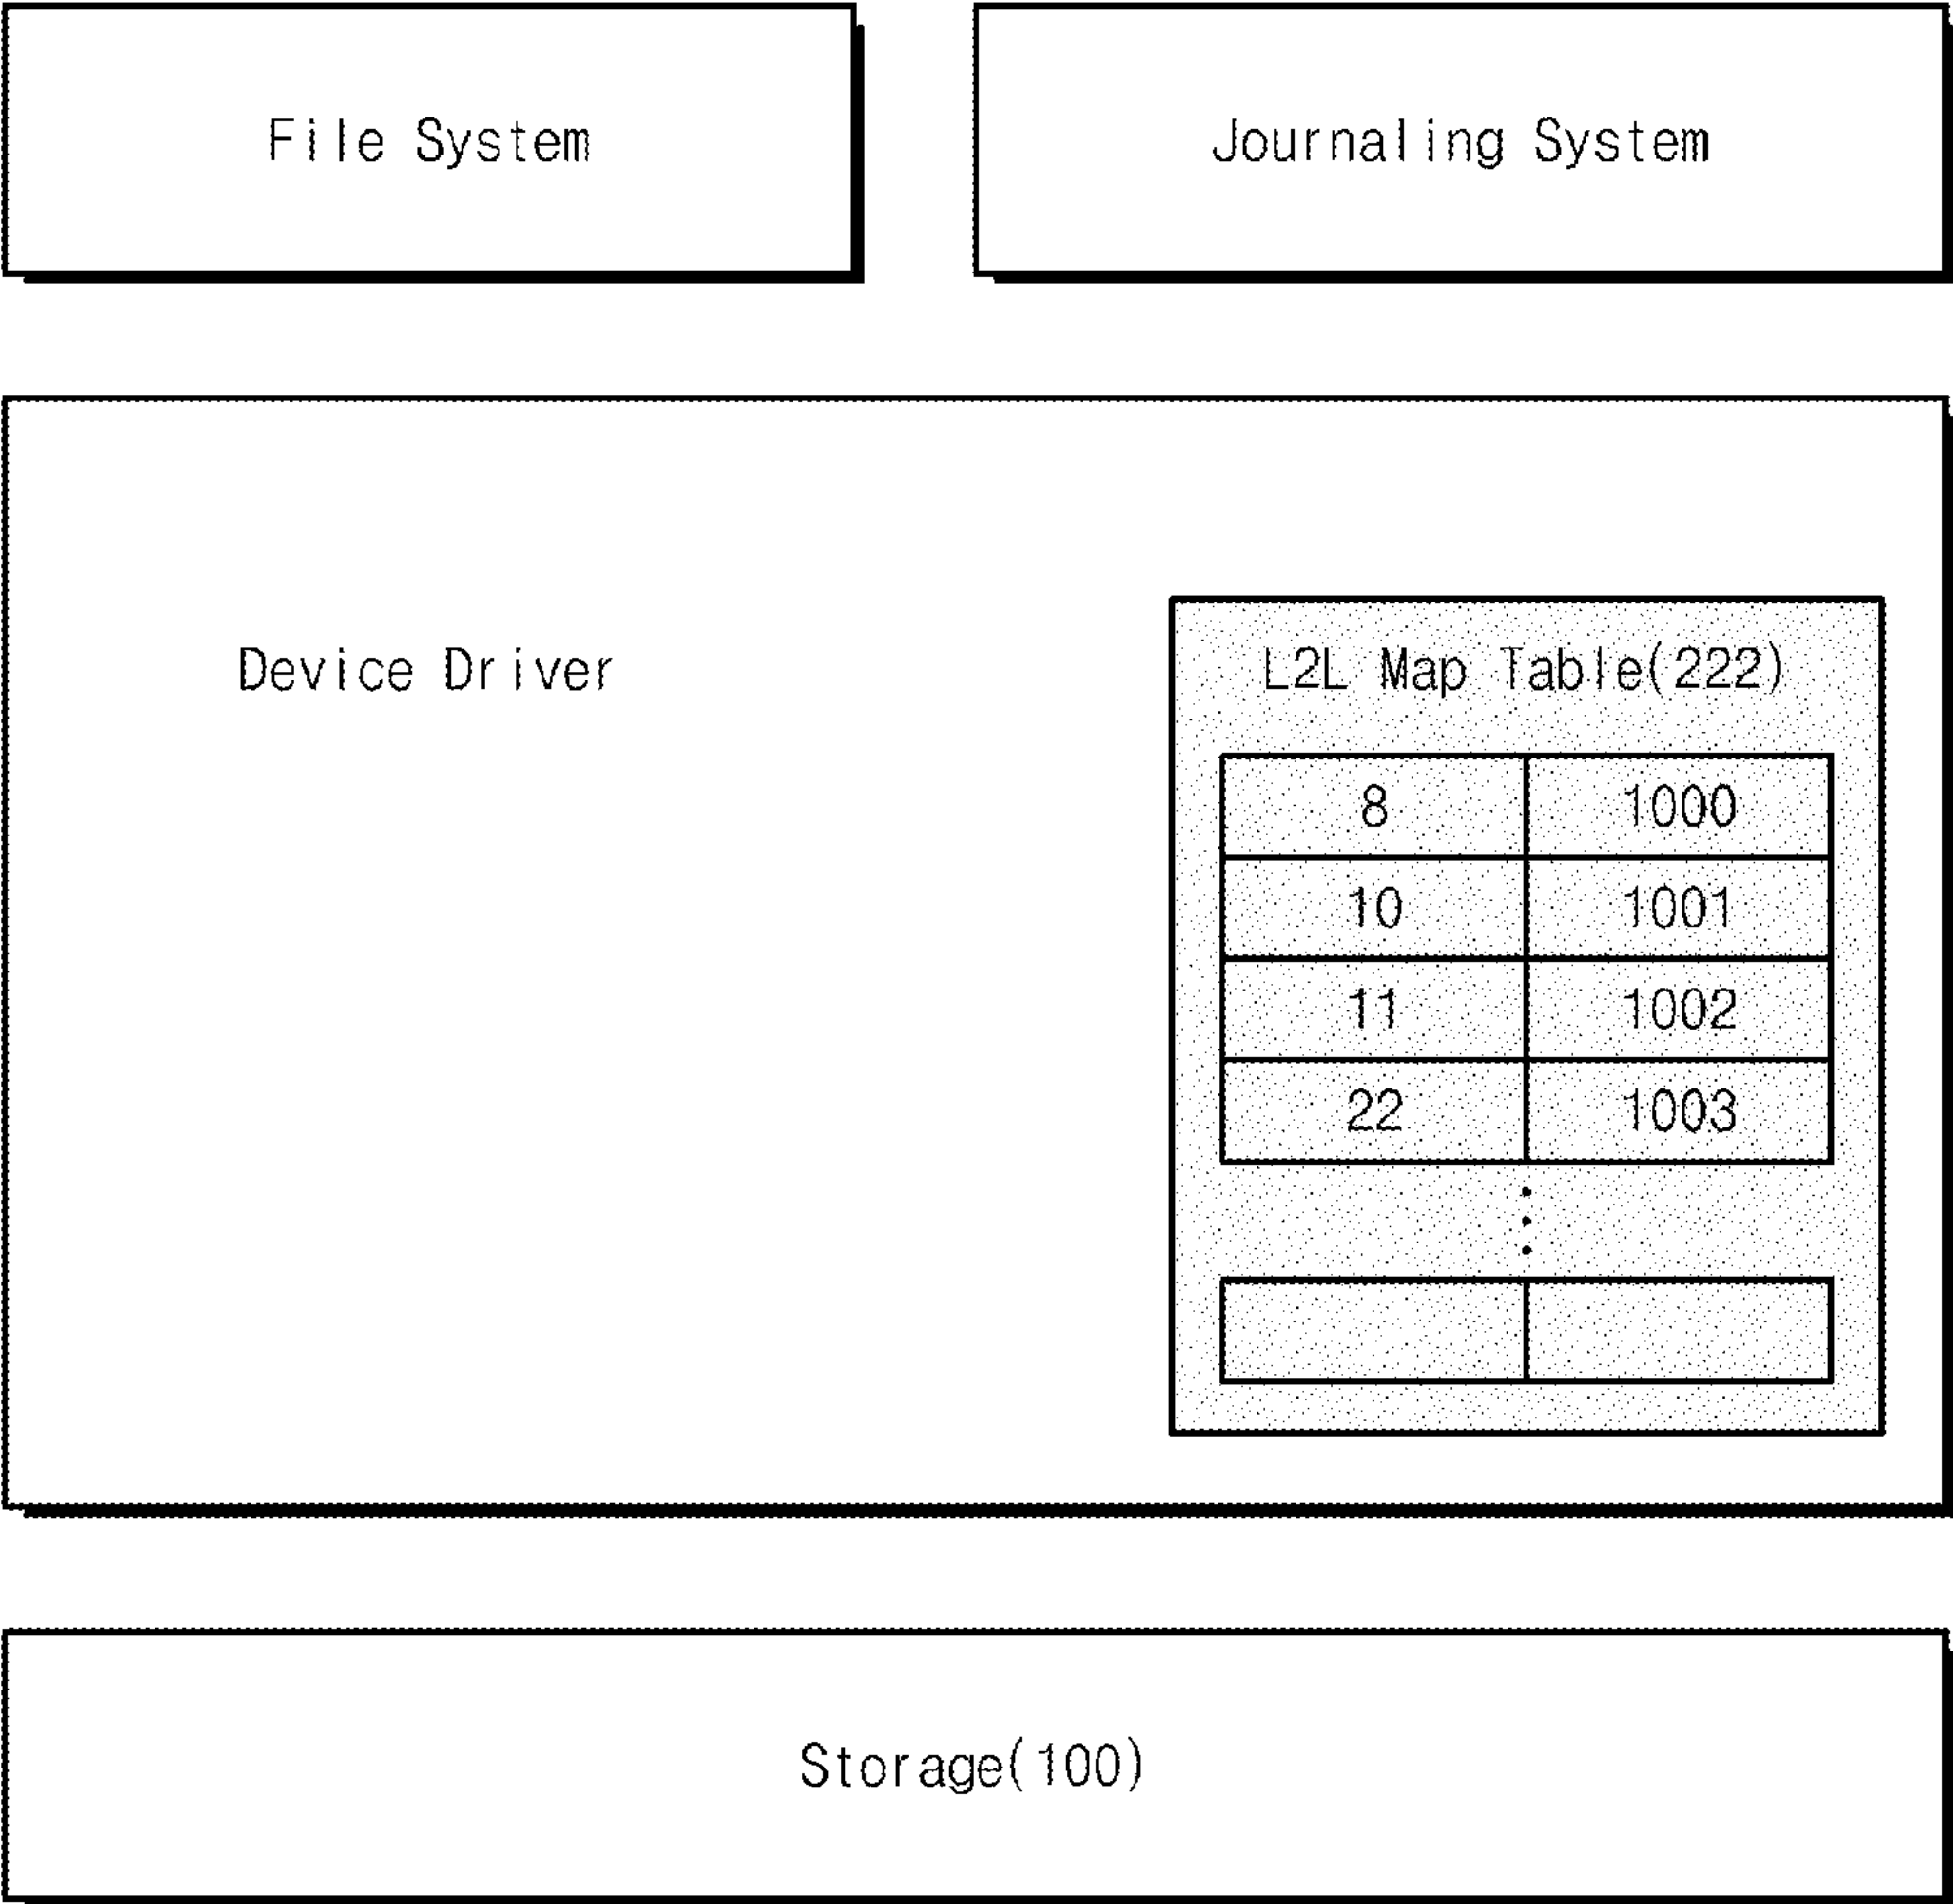 File System
Journaling System
Device Driver
L2L Map Table(222)
8 1000
10 1001
11 1002
22 1003
Storage(100)